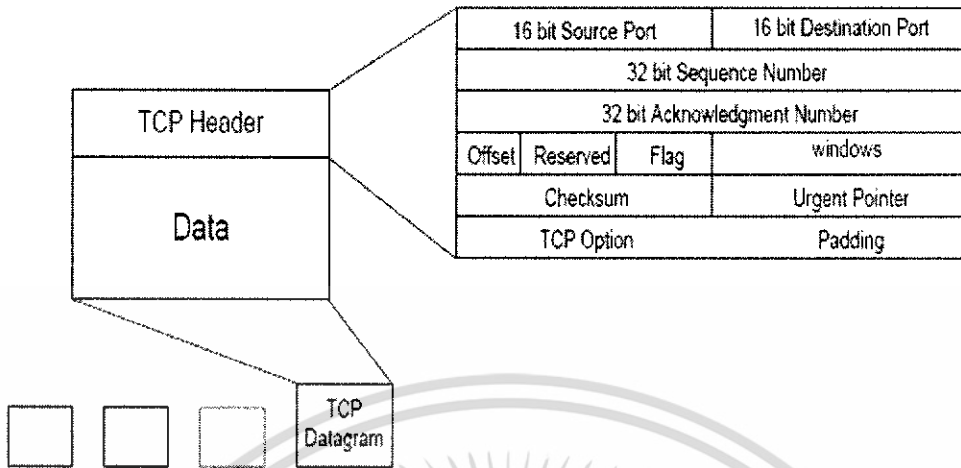 16 bit Source Port
16 bit Destination Port
32 bit Sequence Number
32 bit Acknowledgment Number
Offset
Reserved
Flag
windows
Checksum
Urgent Pointer
TCP Option
Padding
TCP Header
Data
TCP
Datagram